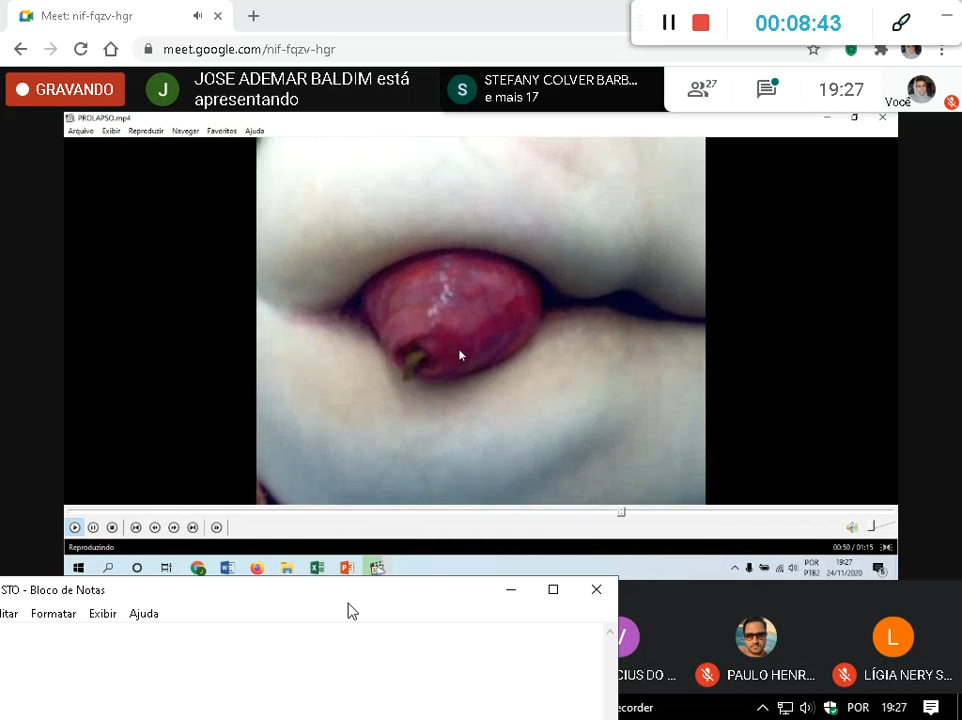 Meet: nif-fqzv-hgr
00:08:43
meet.google.com/nif-fqzv-hgr
GRAVANDO
J
JOSE ADEMAR BALDIM está
apresentando
S
STEFANY COLVER BARB...
e mais 17
27
19:27
Você
PROLAPSO.mp4
Arquivo Exibir Reproduzir Navegar Favoritos Ajuda
Reproduzindo
00:50 / 01:15
POR
PTB2
19:27
24/11/2020
STO - Bloco de Notas
itar Formatar Exibir Ajuda
V
L
CIUS DO ...
PAULO HENR...
LÍGIA NERY S...
ecorder
POR
19:27